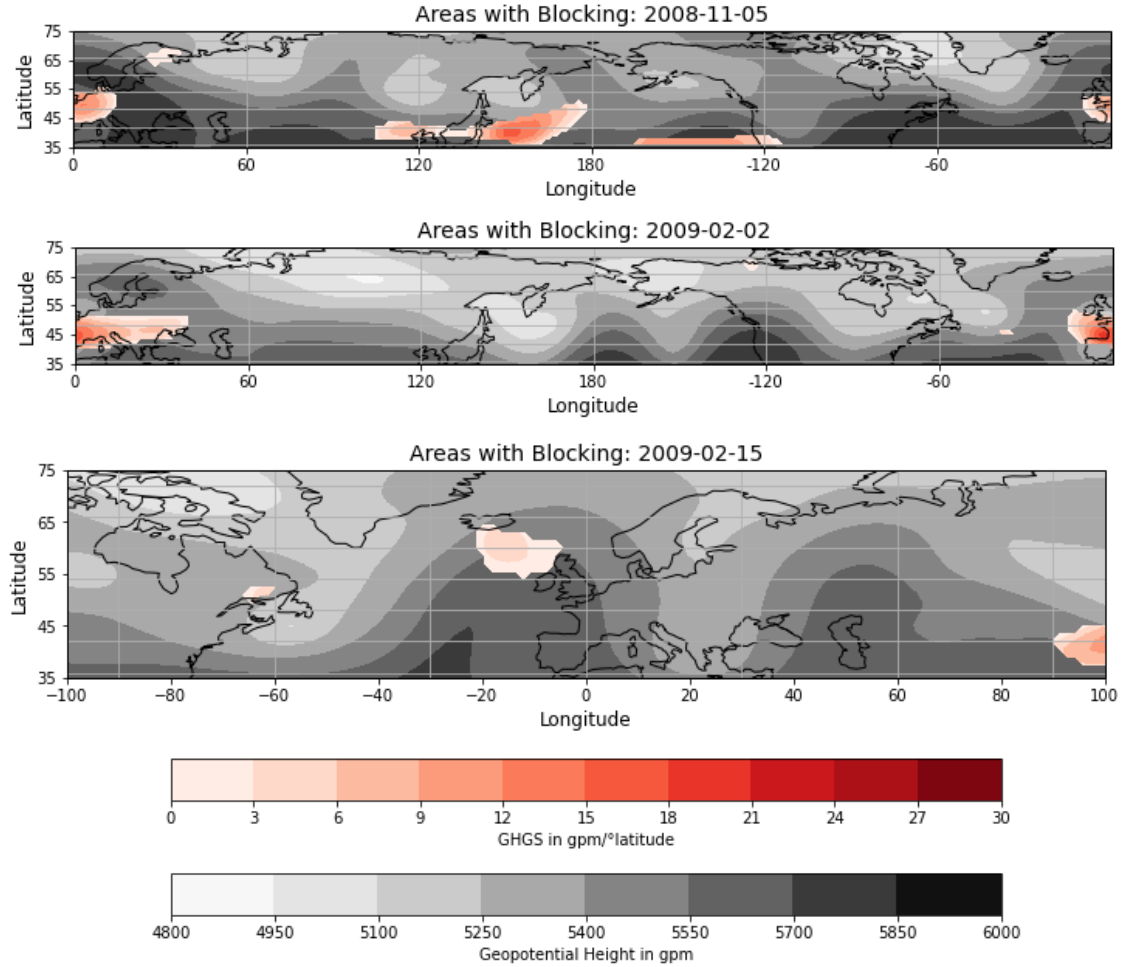 Areas with Blocking: 2008-11-05
75
65
55
45
35
Latitude
0 60 120 180 -120 -60
Longitude
Areas with Blocking: 2009-02-02
75
65
55
45
35
Latitude
0 60 120 180 -120 -60
Longitude
Areas with Blocking: 2009-02-15
75
65
55
45
35
Latitude
−100 −80 −60 −40 −20 0 20 40 60 80 100
Longitude
0 3 6 9 12 15 18 21 24 27 30
GHGS in gpm/°latitude
4800 4950 5100 5250 5400 5550 5700 5850 6000
Geopotential Height in gpm